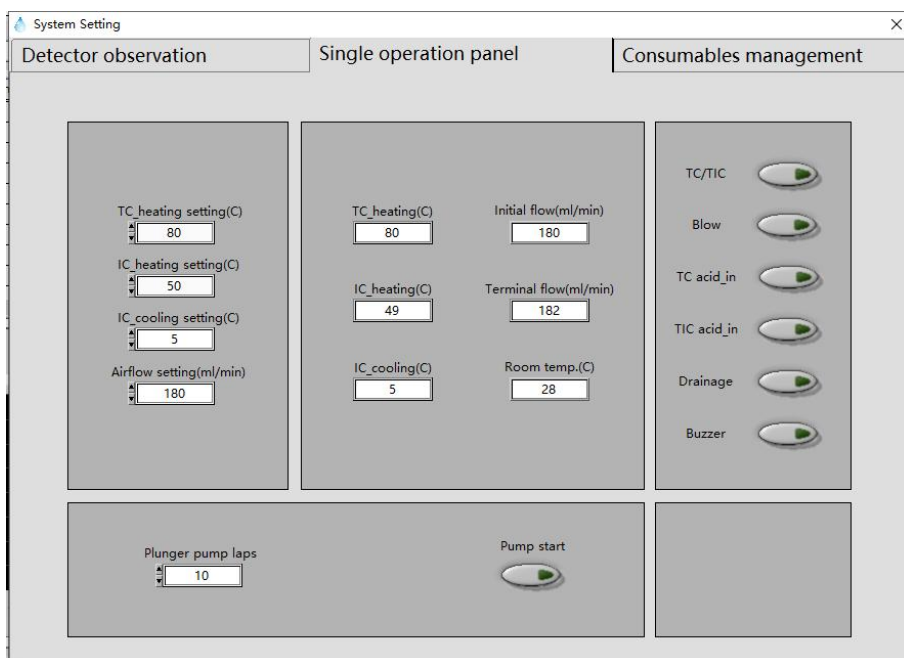 System Setting
Detector observation
Single operation panel
Consumables management
TC_heating setting(C)
80
IC_heating setting(C)
50
IC_cooling setting(C)
5
Airflow setting(ml/min)
180
TC_heating(C)
80
Initial flow(ml/min)
180
IC_heating(C)
49
Terminal flow(ml/min)
182
IC_cooling(C)
5
Room temp.(C)
28
TC/TIC
Blow
TC acid_in
TIC acid_in
Drainage
Buzzer
Plunger pump laps
10
Pump start